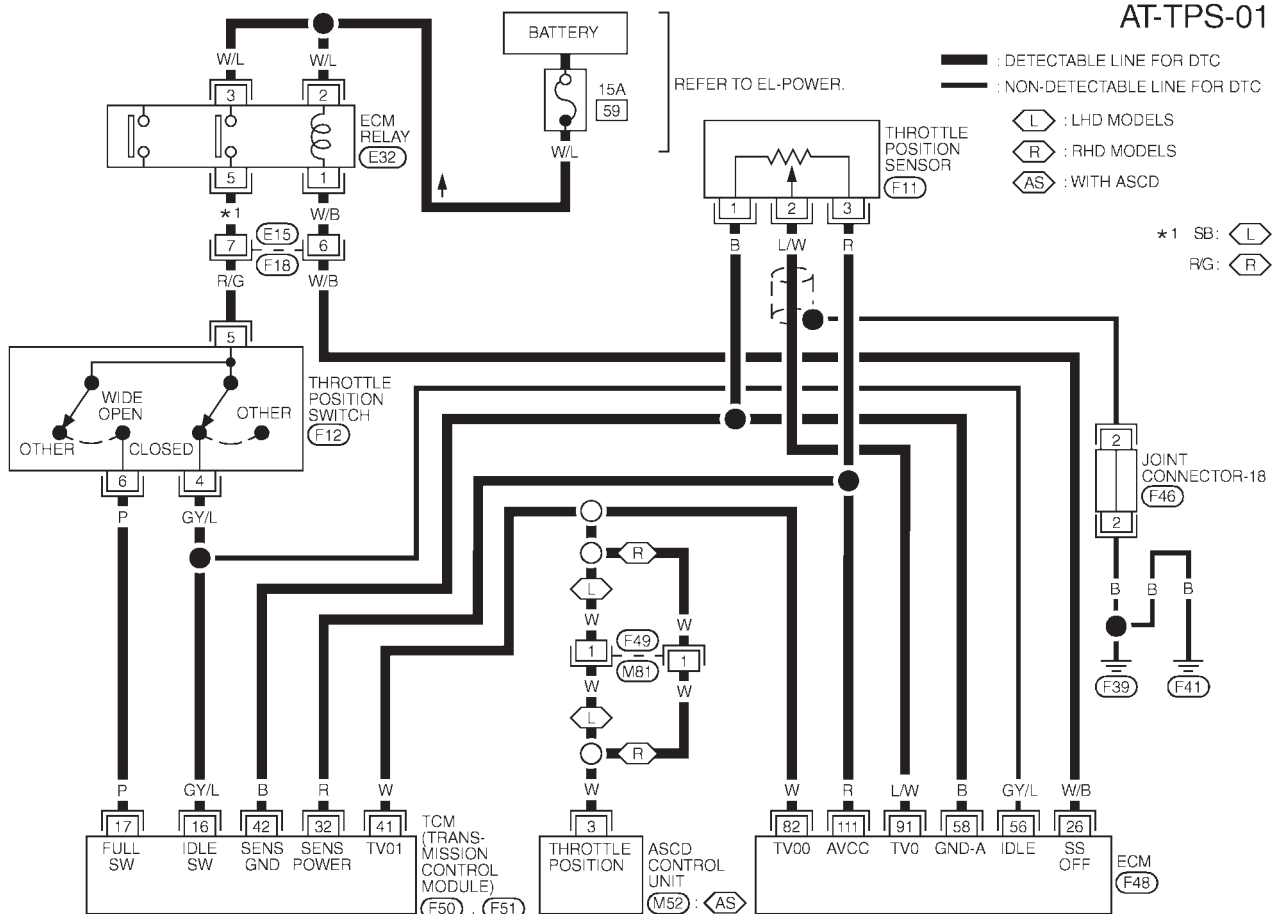 AT-TPS-01
BATTERY
15A
59
W/L
REFER TO EL-POWER.
: DETECTABLE LINE FOR DTC
: NON-DETECTABLE LINE FOR DTC
L : LHD MODELS
R : RHD MODELS
AS : WITH ASCD
*1 SB: L
R/G: R
W/L W/L
3 2
ECM
RELAY
E32
5 1
*1 W/B
7 E15 6
F18
R/G W/B
THROTTLE
POSITION
SENSOR
F11
1 2 3
B L/W R
5
WIDE
OPEN
OTHER
OTHER
CLOSED
THROTTLE
POSITION
SWITCH
F12
6 4
P GY/L
2
JOINT
CONNECTOR-18
F46
2
B B B
F39 F41
R
L
W W
1 F49 1
M81
W W
L
R
W
P GY/L B R W
17 16 42 32 41
FULL
SW
IDLE
SW
SENS
GND
SENS
POWER
TV01
TCM
(TRANS-
MISSION
CONTROL
MODULE)
F50 , F51
3
THROTTLE
POSITION
ASCD
CONTROL
UNIT
M52 : AS
W R L/W B GY/L W/B
82 111 91 58 56 26
TV00 AVCC TV0 GND-A IDLE SS
OFF
ECM
F48